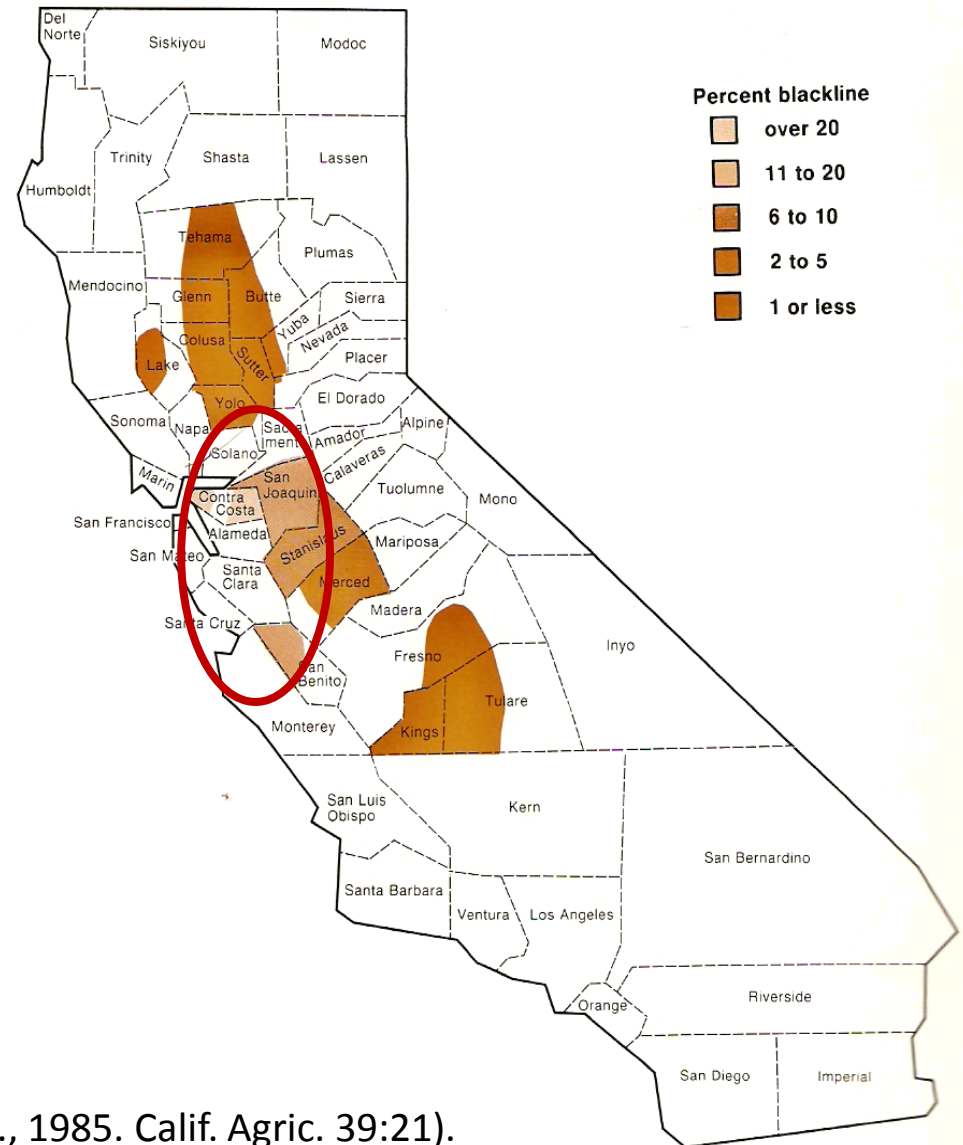 Del
Norte
Siskiyou
Modoc
Percent blackline
over 20
11 to 20
6 to 10
2 to 5
1 or less
Trinity
Shasta
Lassen
Humboldt
Tehama
Plumas
Mendocino
Glenn
Butte
Sierra
Yuba
Nevada
Colusa
Sutter
Lake
Placer
Yolo
El Dorado
Sonoma
Napa
Sacra
mento
Amador
Alpine
Solano
Calaveras
Marin
San
Joaquin
Tuolumne
Mono
Contra
Costa
San Francisco
Alameda
Stanislaus
Mariposa
San Mateo
Santa
Clara
Merced
Madera
Santa Cruz
Fresno
Inyo
San
Benito
Tulare
Monterey
Kings
San Luis
Obispo
Kern
San Bernardino
Santa Barbara
Ventura
Los Angeles
Orange
Riverside
San Diego
Imperial
., 1985. Calif. Agric. 39:21).